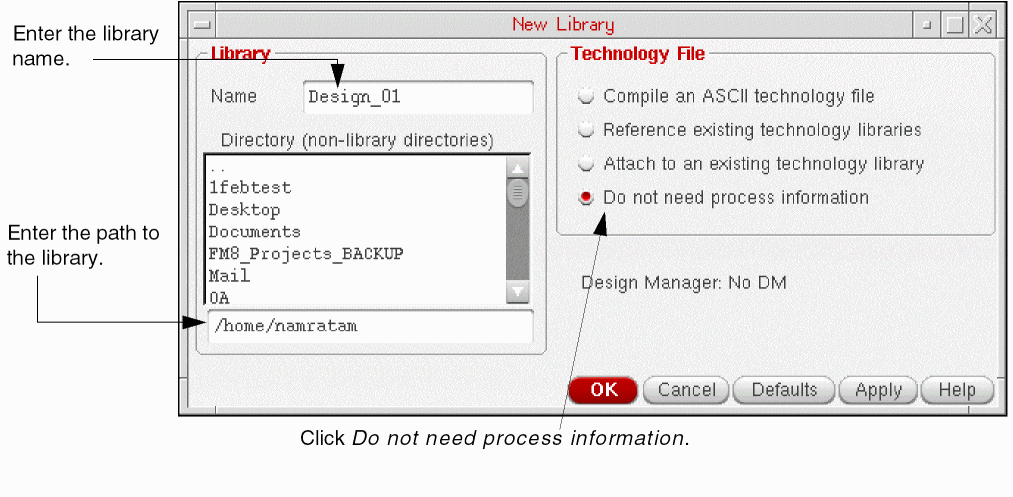 New Library
Enter the library
name.
Library
Name
Design_01
Directory (non-library directories)
..
1febtest
Desktop
Documents
FM8_Projects_BACKUP
Mail
OA
Enter the path to
the library.
/home/namratam
Technology File
Compile an ASCII technology file
Reference existing technology libraries
Attach to an existing technology library
Do not need process information
Design Manager: No DM
OK Cancel Defaults Apply Help
Click Do not need process information.